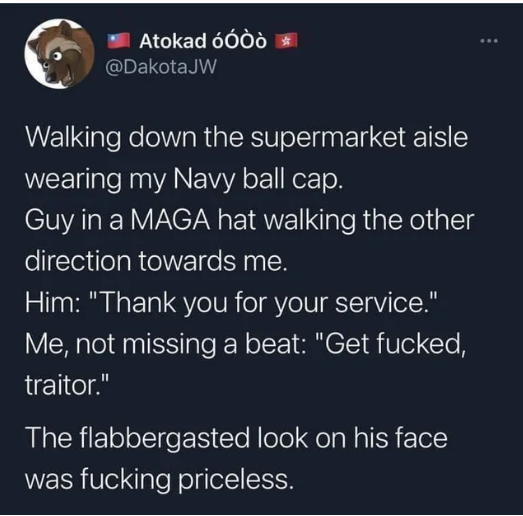 🇹🇼 Atokad óÓÒò 🇭🇰
@DakotaJW
Walking down the supermarket aisle
wearing my Navy ball cap.
Guy in a MAGA hat walking the other
direction towards me.
Him: "Thank you for your service."
Me, not missing a beat: "Get fucked,
traitor."
The flabbergasted look on his face
was fucking priceless.